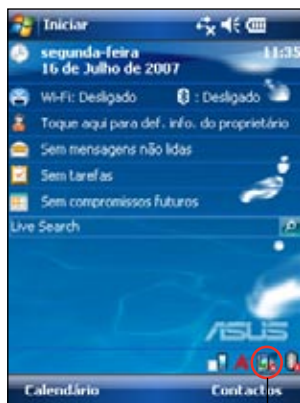 Iniciar
segunda-feira 11:35
16 de Julho de 2007
Wi-Fi: Desligado : Desligado
Toque aqui para def. info. do proprietário
Sem mensagens não lidas
Sem tarefas
Sem compromissos futuros
Live Search
ASUS
A
Calendário Contactos